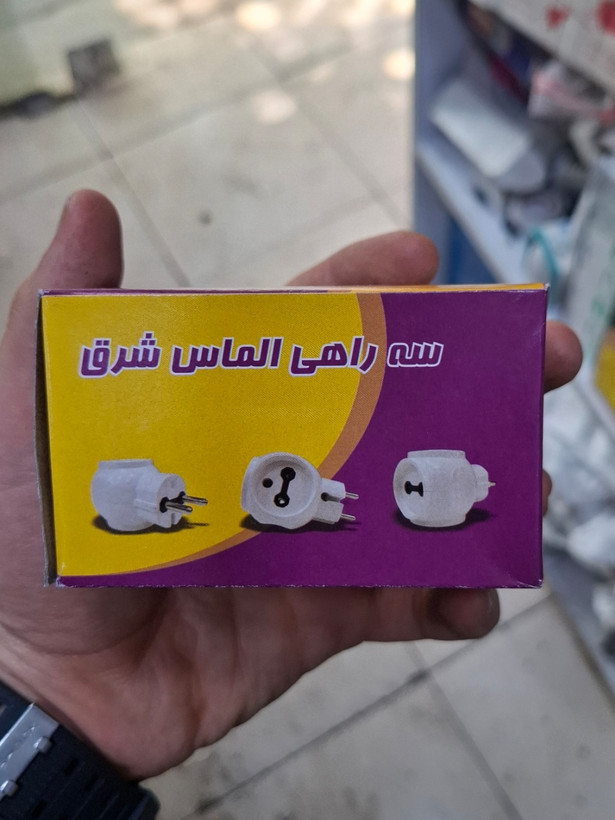 سه راهی الماس شرق